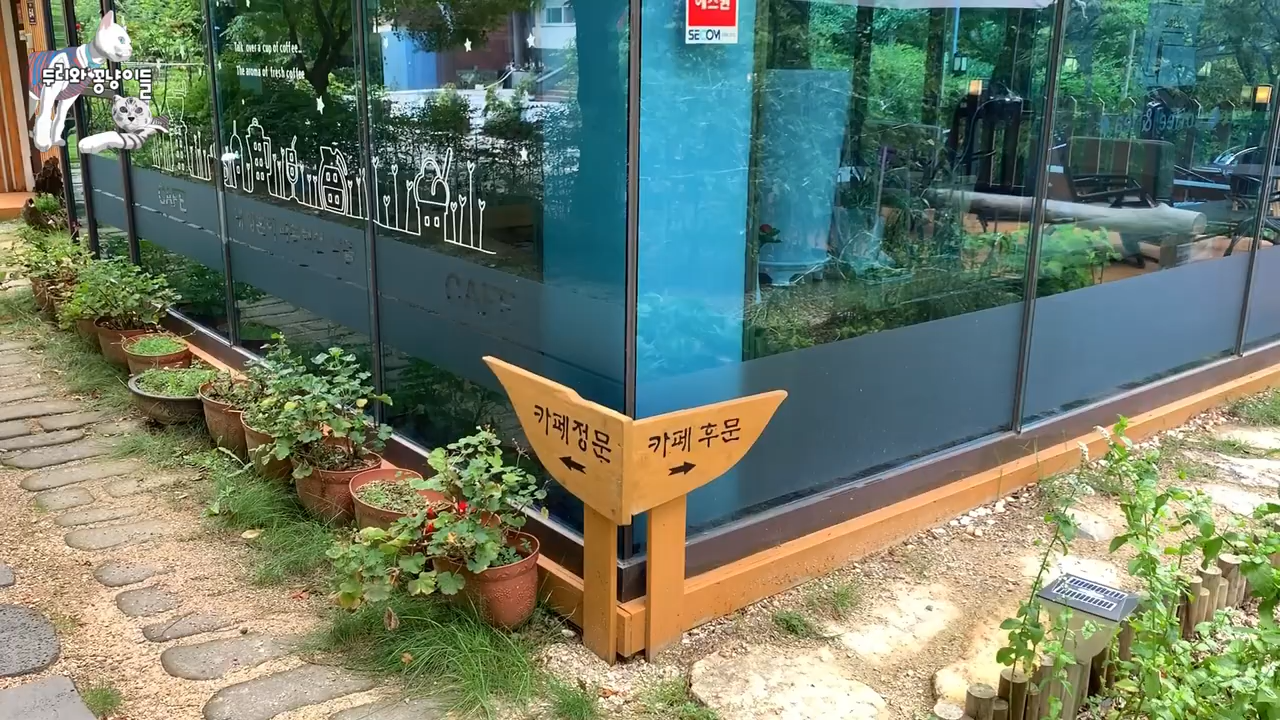 두리와 꽁냥이들
Talk over a cup of coffee...
The aroma of fresh coffee
에스원
SECOM
CAFE
CAFE
카페정문
←
카페 후문
→